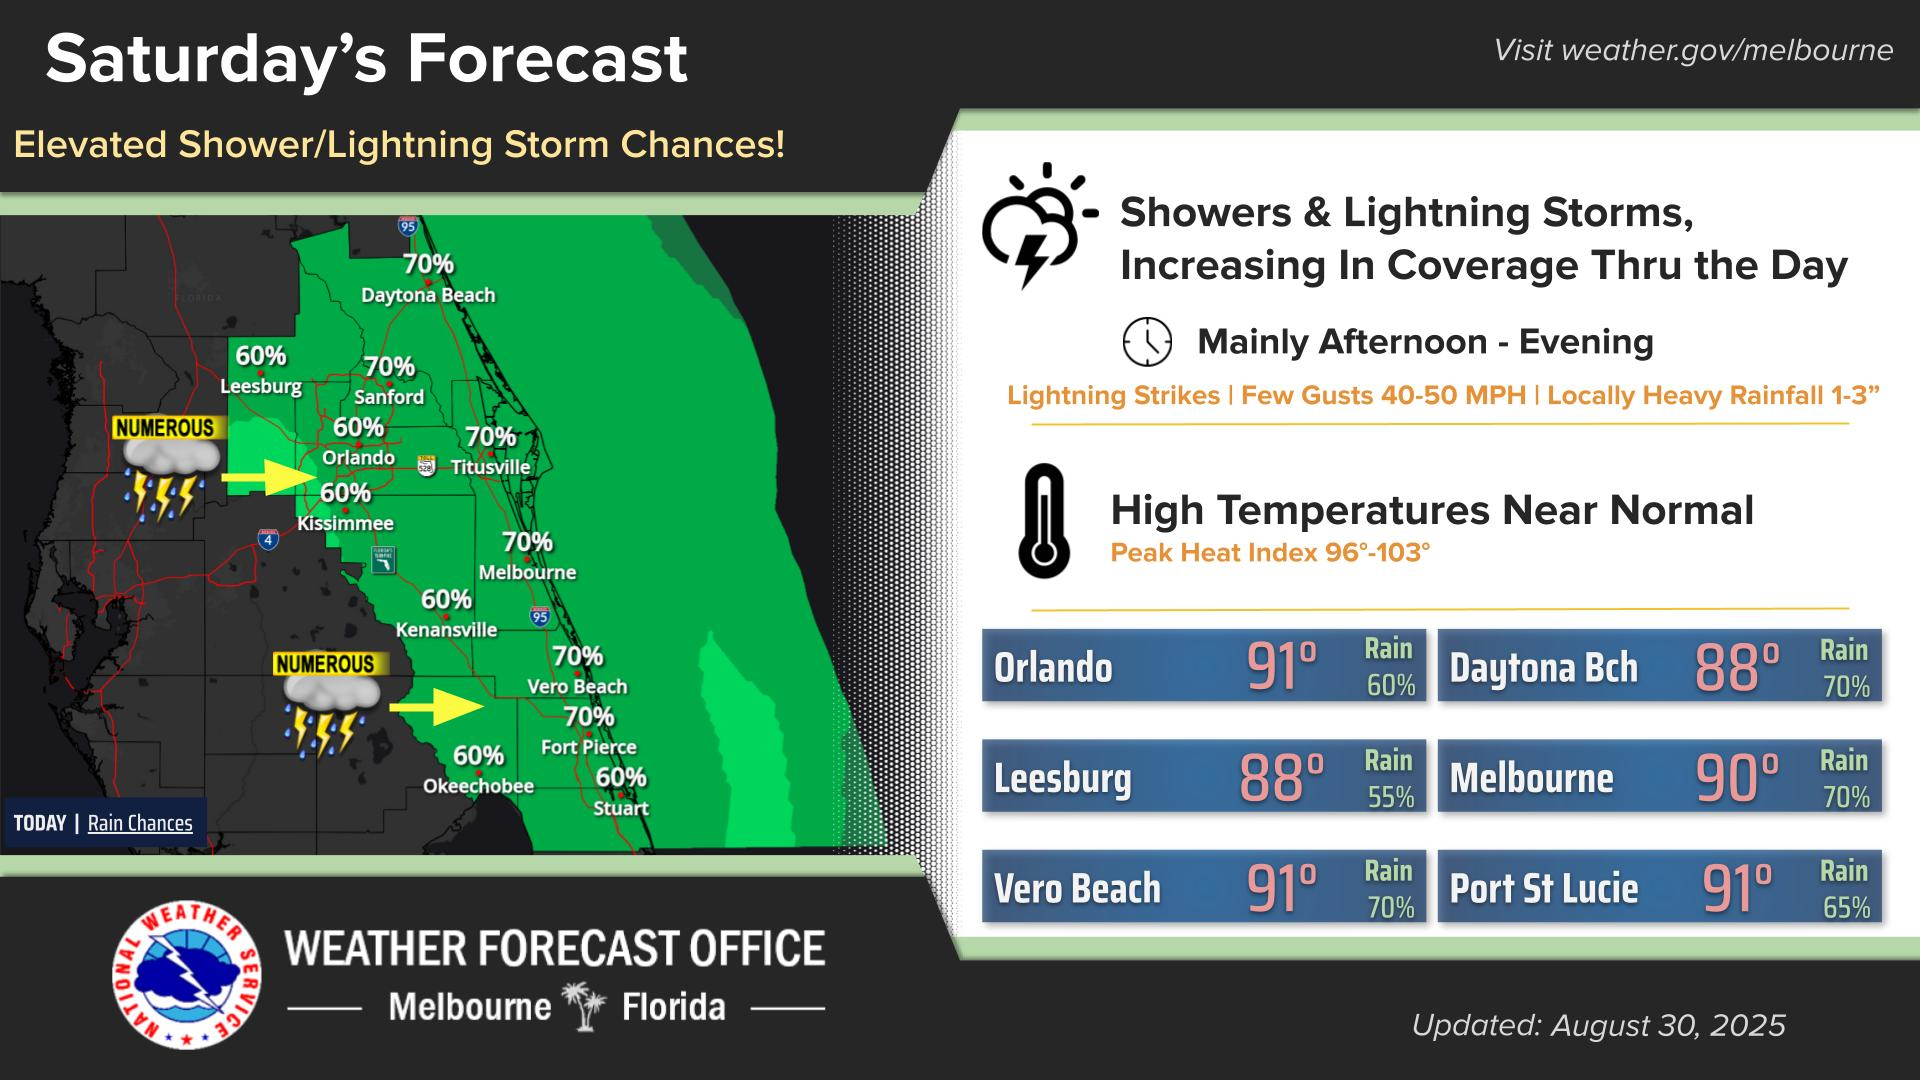 Saturday’s Forecast
Visit weather.gov/melbourne
Elevated Shower/Lightning Storm Chances!
95
70%
Daytona Beach
FLORIDA
60%
Leesburg
70%
Sanford
NUMEROUS
60%
Orlando
70%
Titusville
TOLL
528
60%
Kissimmee
4
FLORIDA'S
70%
Melbourne
60%
Kenansville
95
NUMEROUS
70%
Vero Beach
70%
Fort Pierce
60%
Okeechobee
60%
Stuart
TODAY | Rain Chances
Showers & Lightning Storms,
Increasing In Coverage Thru the Day
Mainly Afternoon - Evening
Lightning Strikes | Few Gusts 40-50 MPH | Locally Heavy Rainfall 1-3”
High Temperatures Near Normal
Peak Heat Index 96°-103°
Orlando 91° Rain 60%
Daytona Bch 88° Rain 70%
Leesburg 88° Rain 55%
Melbourne 90° Rain 70%
Vero Beach 91° Rain 70%
Port St Lucie 91° Rain 65%
NATIONAL WEATHER SERVICE
WEATHER FORECAST OFFICE
Melbourne Florida
Updated: August 30, 2025